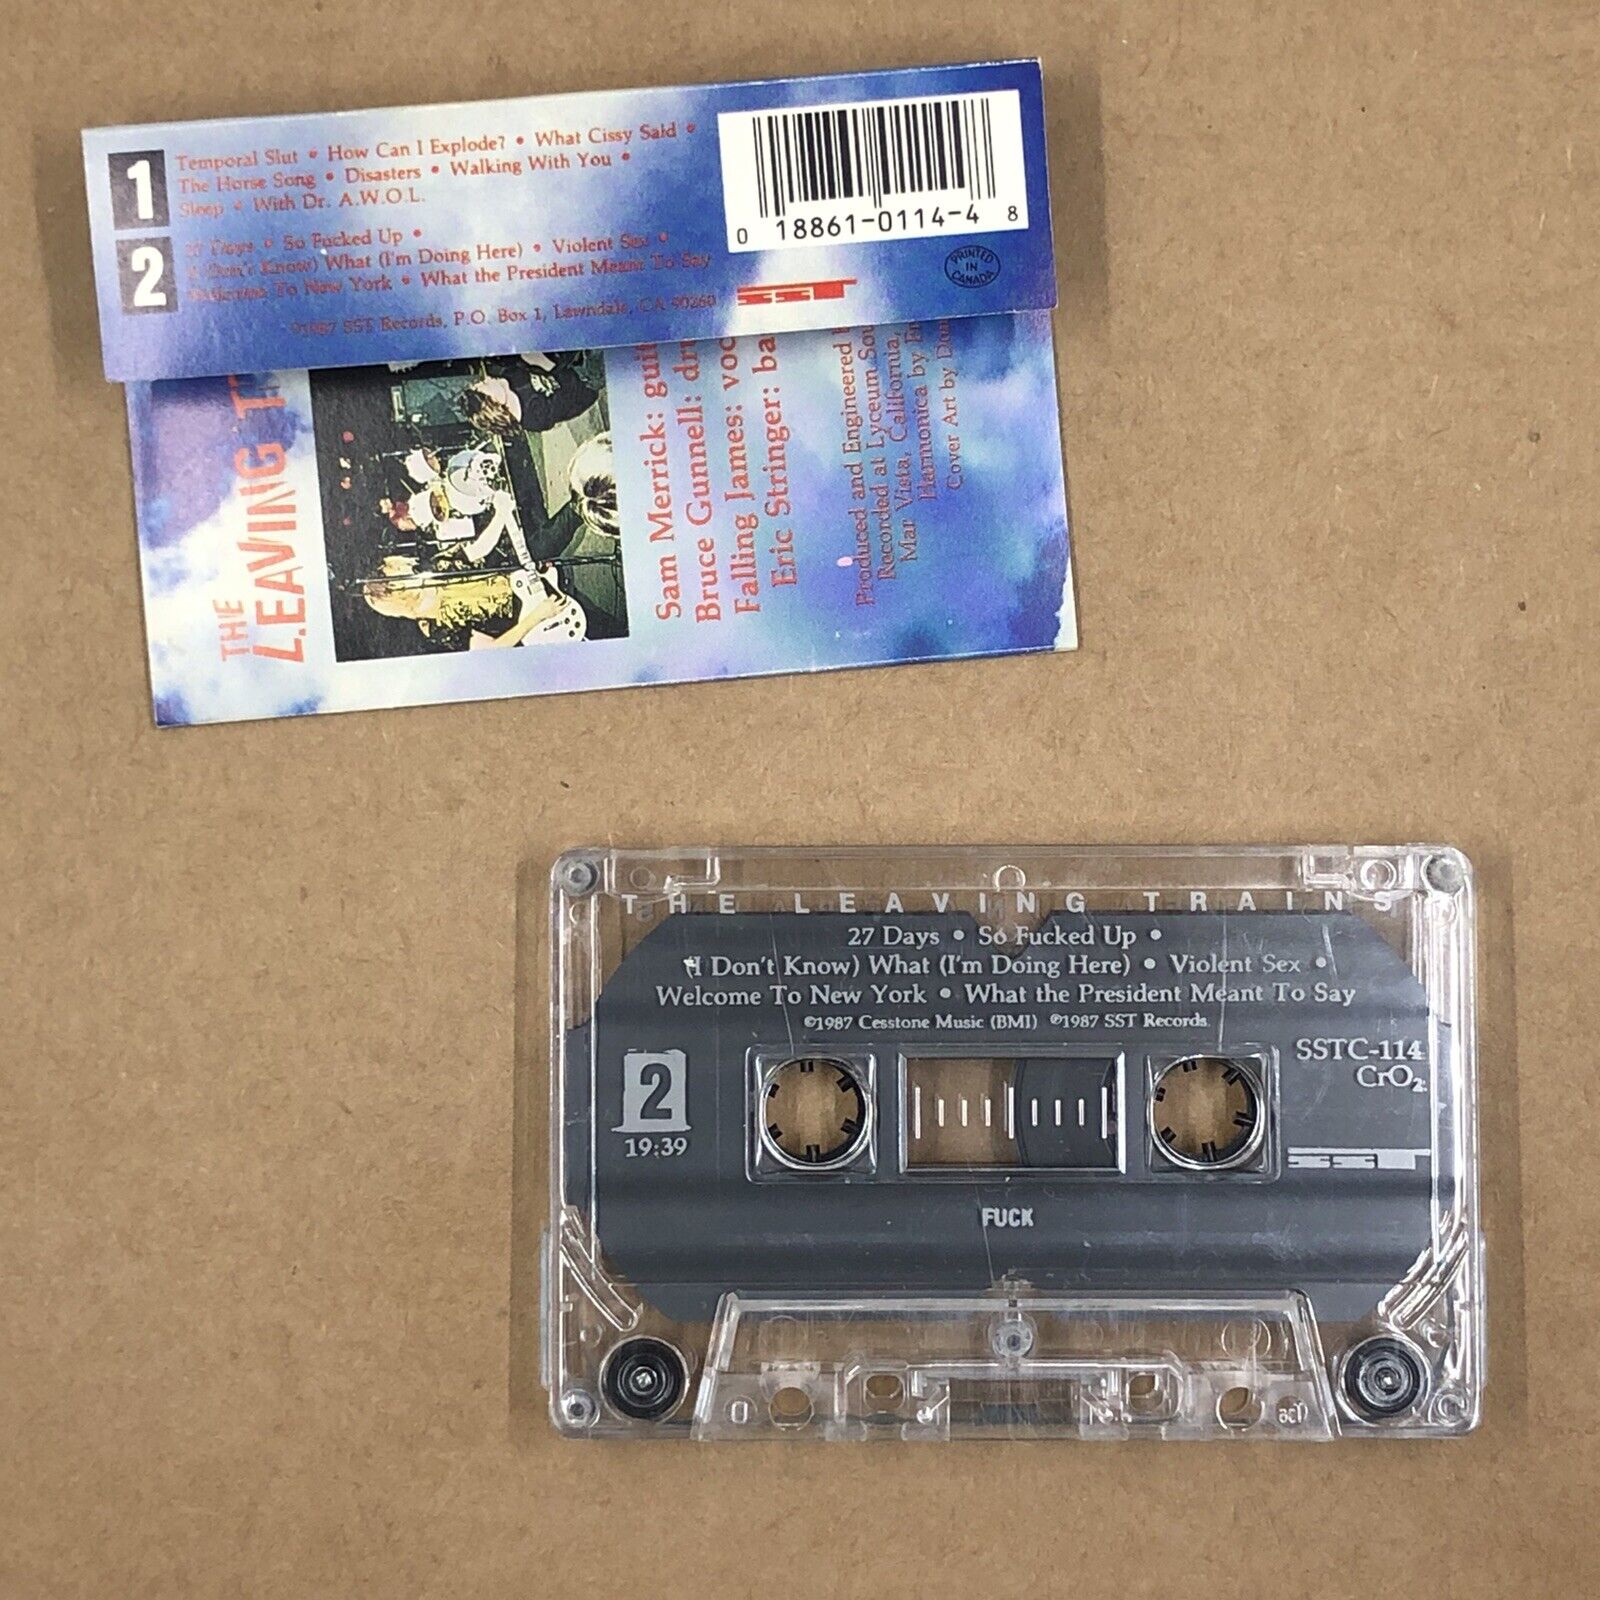 1
Temporal Slut • How Can I Explode? • What Cissy Said •
The Horse Song • Disasters • Walking With You •
Sleep • With Dr. A.W.O.L.
2
27 Days • So Fucked Up •
(I Don't Know) What (I'm Doing Here) • Violent Sex •
Welcome To New York • What the President Meant To Say
℗1987 SST Records, P.O. Box 1, Lawndale, CA 90260
SST
0 18861-0114-4 8
PRINTED
IN
CANADA
THE
LEAVING T
Sam Merrick: guit
Bruce Gunnell: dru
Falling James: voc
Eric Stringer: ba
Produced and Engineered
Recorded at Lyceum Sou
Mar Vista, California,
Harmonica by
Cover Art by
THE LEAVING TRAINS
27 Days • So Fucked Up •
(I Don't Know) What (I'm Doing Here) • Violent Sex •
Welcome To New York • What the President Meant To Say
©1987 Cesstone Music (BMI) ℗1987 SST Records
2
19:39
SSTC-114
CrO2
SST
FUCK